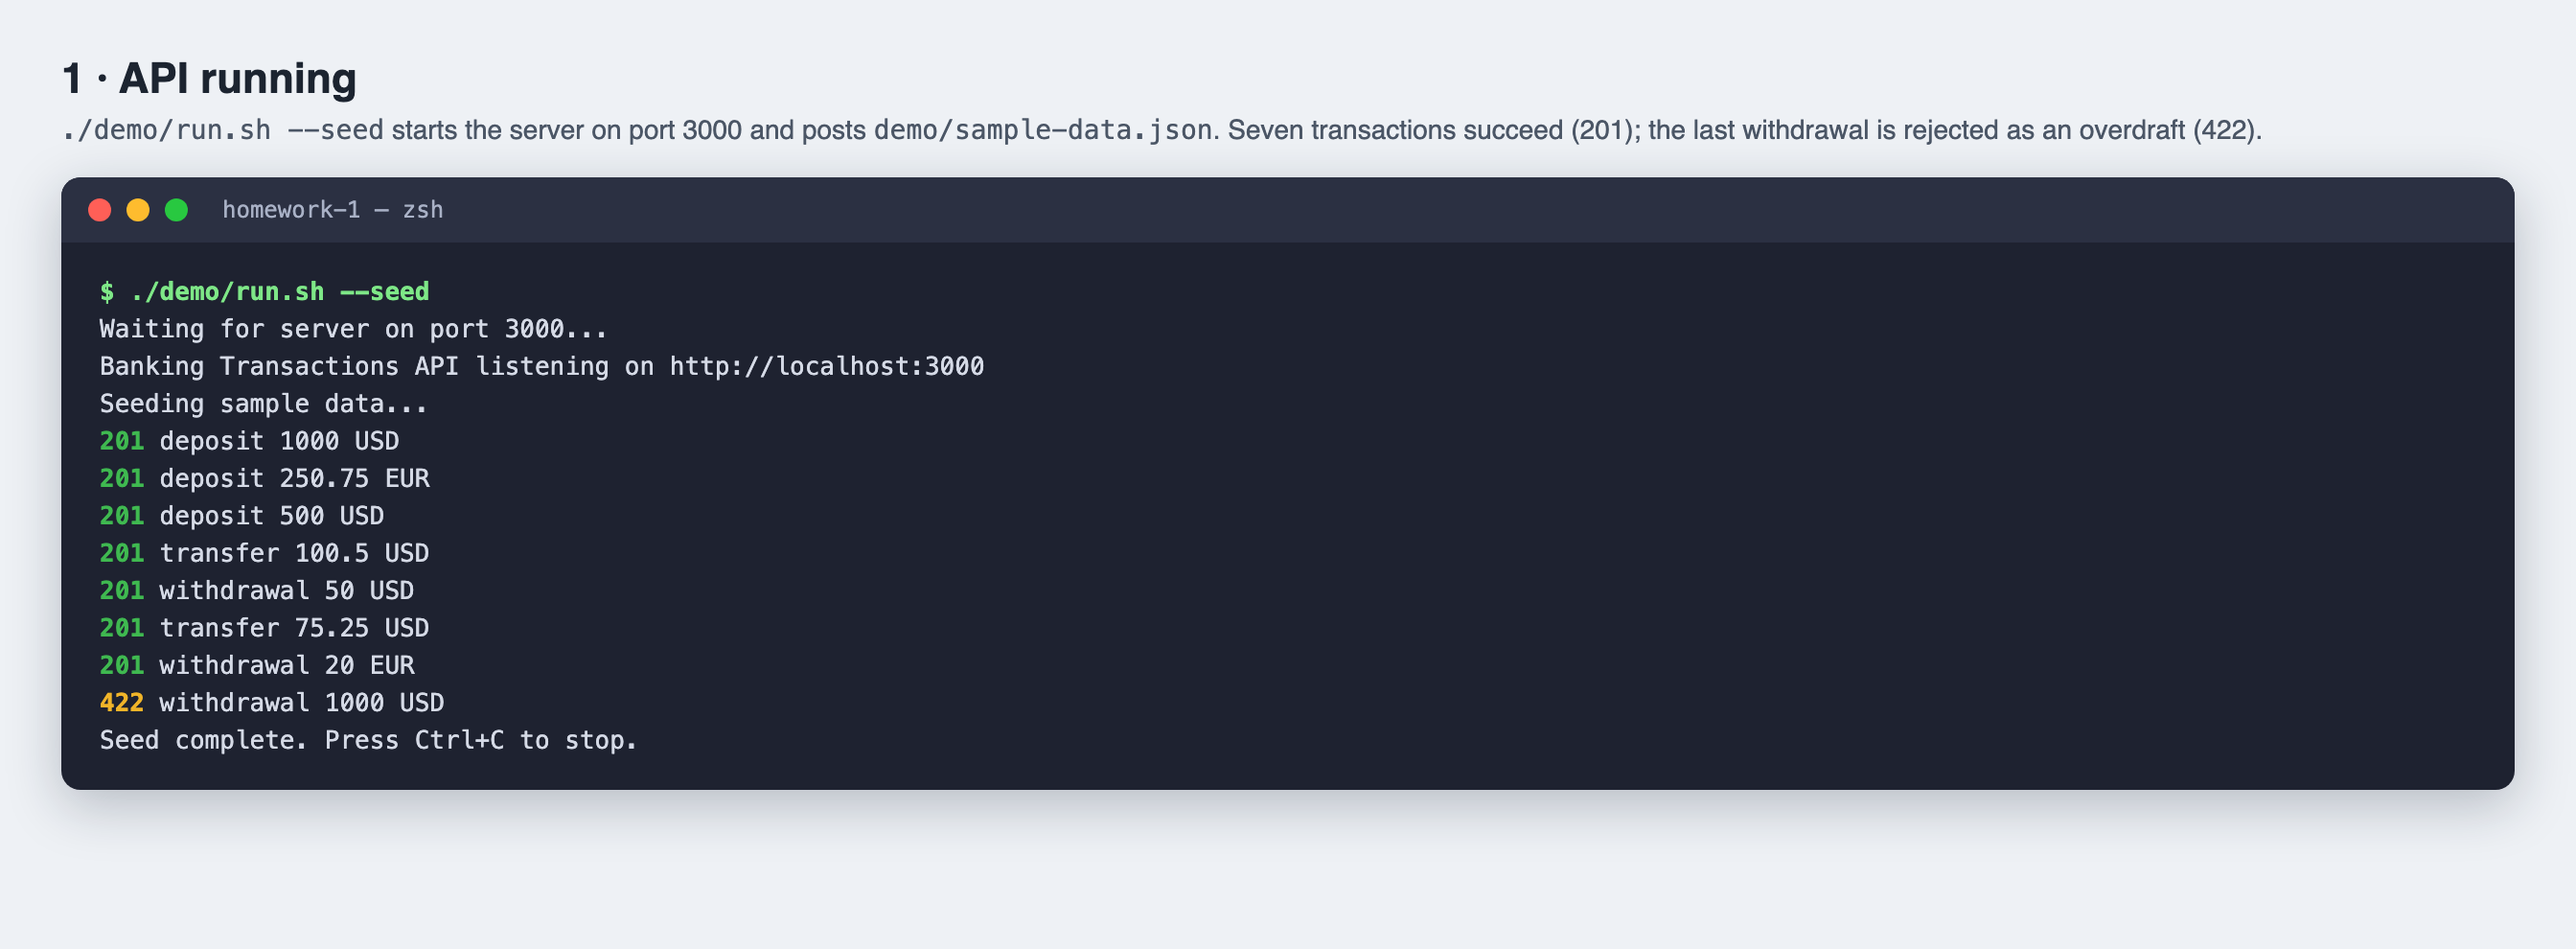 1 · API running
./demo/run.sh --seed starts the server on port 3000 and posts demo/sample-data.json. Seven transactions succeed (201); the last withdrawal is rejected as an overdraft (422).
homework-1 — zsh
$ ./demo/run.sh --seed
Waiting for server on port 3000...
Banking Transactions API listening on http://localhost:3000
Seeding sample data...
201 deposit 1000 USD
201 deposit 250.75 EUR
201 deposit 500 USD
201 transfer 100.5 USD
201 withdrawal 50 USD
201 transfer 75.25 USD
201 withdrawal 20 EUR
422 withdrawal 1000 USD
Seed complete. Press Ctrl+C to stop.